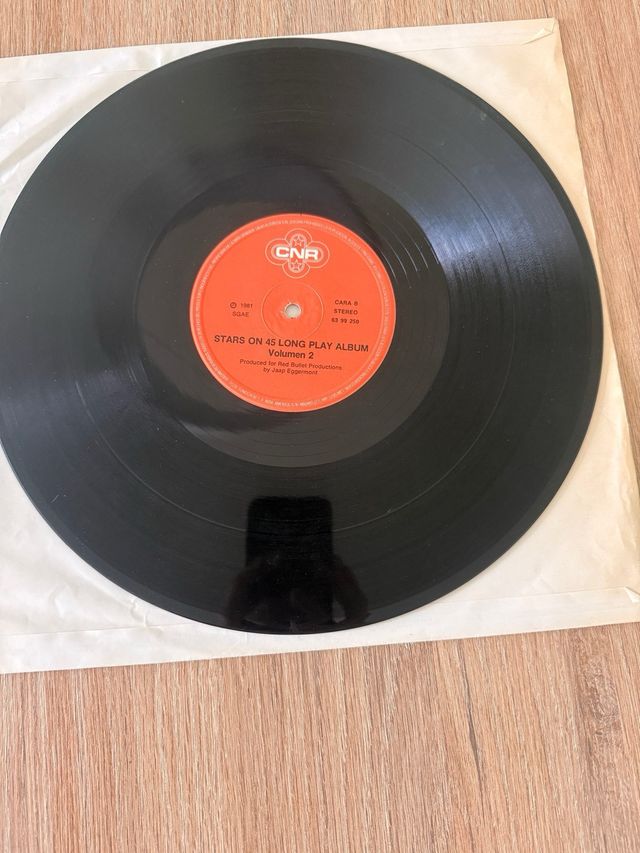 CNR
℗ 1981
SGAE
CARA B
STEREO
63 99 250
STARS ON 45 LONG PLAY ALBUM
Volumen 2
Produced for Red Bullet Productions
by Jaap Eggermont